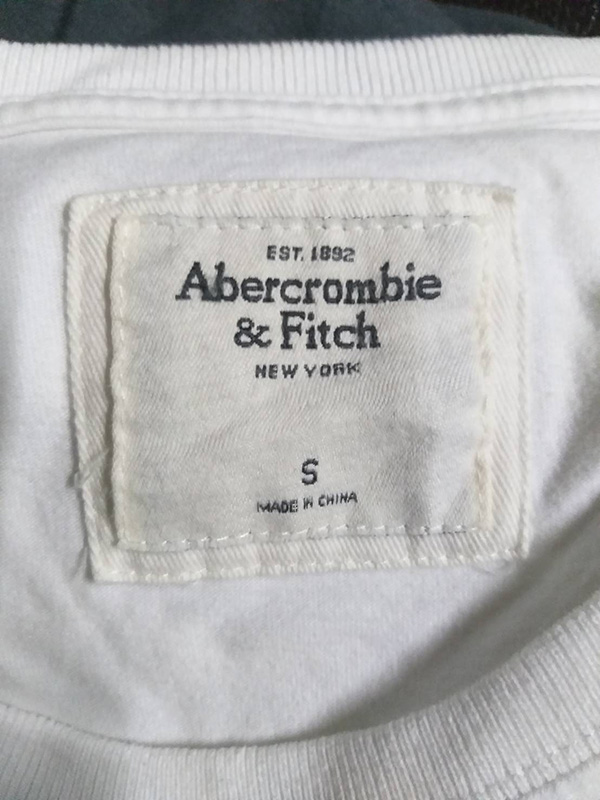 EST. 1892
Abercrombie
& Fitch
NEW YORK
S
MADE IN CHINA